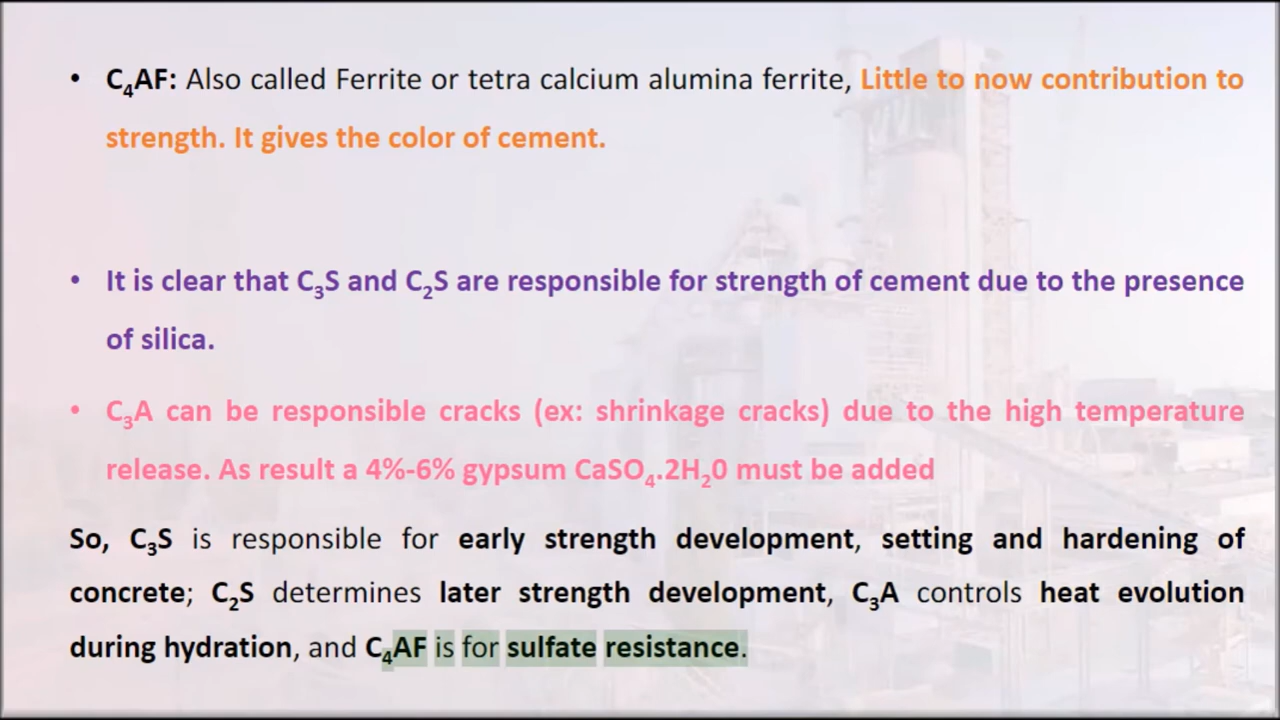 • C₄AF: Also called Ferrite or tetra calcium alumina ferrite, Little to now contribution to
strength. It gives the color of cement.
• It is clear that C₃S and C₂S are responsible for strength of cement due to the presence
of silica.
• C₃A can be responsible cracks (ex: shrinkage cracks) due to the high temperature
release. As result a 4%-6% gypsum CaSO₄.2H₂0 must be added
So, C₃S is responsible for early strength development, setting and hardening of
concrete; C₂S determines later strength development, C₃A controls heat evolution
during hydration, and C₄AF is for sulfate resistance.